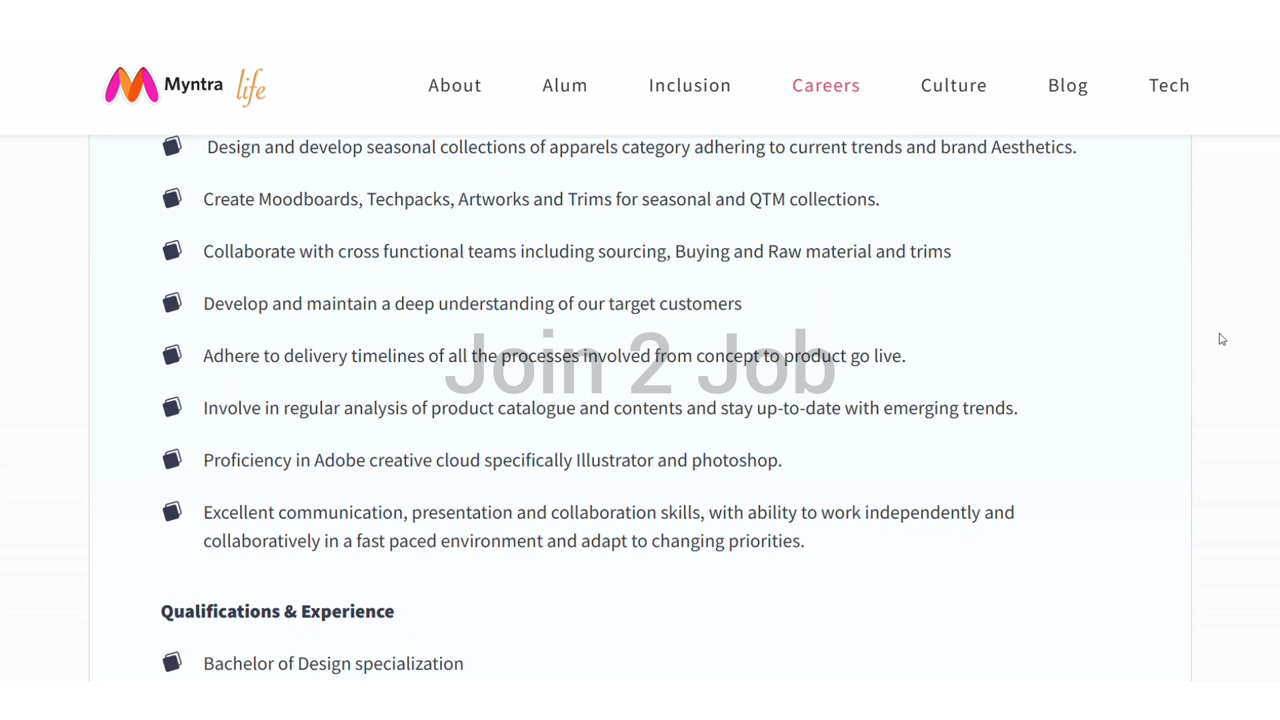 Myntra life About Alum Inclusion Careers Culture Blog Tech
Design and develop seasonal collections of apparels category adhering to current trends and brand Aesthetics.
Create Moodboards, Techpacks, Artworks and Trims for seasonal and QTM collections.
Collaborate with cross functional teams including sourcing, Buying and Raw material and trims
Develop and maintain a deep understanding of our target customers
Join 2 Job
Adhere to delivery timelines of all the processes involved from concept to product go live.
Involve in regular analysis of product catalogue and contents and stay up-to-date with emerging trends.
Proficiency in Adobe creative cloud specifically Illustrator and photoshop.
Excellent communication, presentation and collaboration skills, with ability to work independently and
collaboratively in a fast paced environment and adapt to changing priorities.
Qualifications & Experience
Bachelor of Design specialization